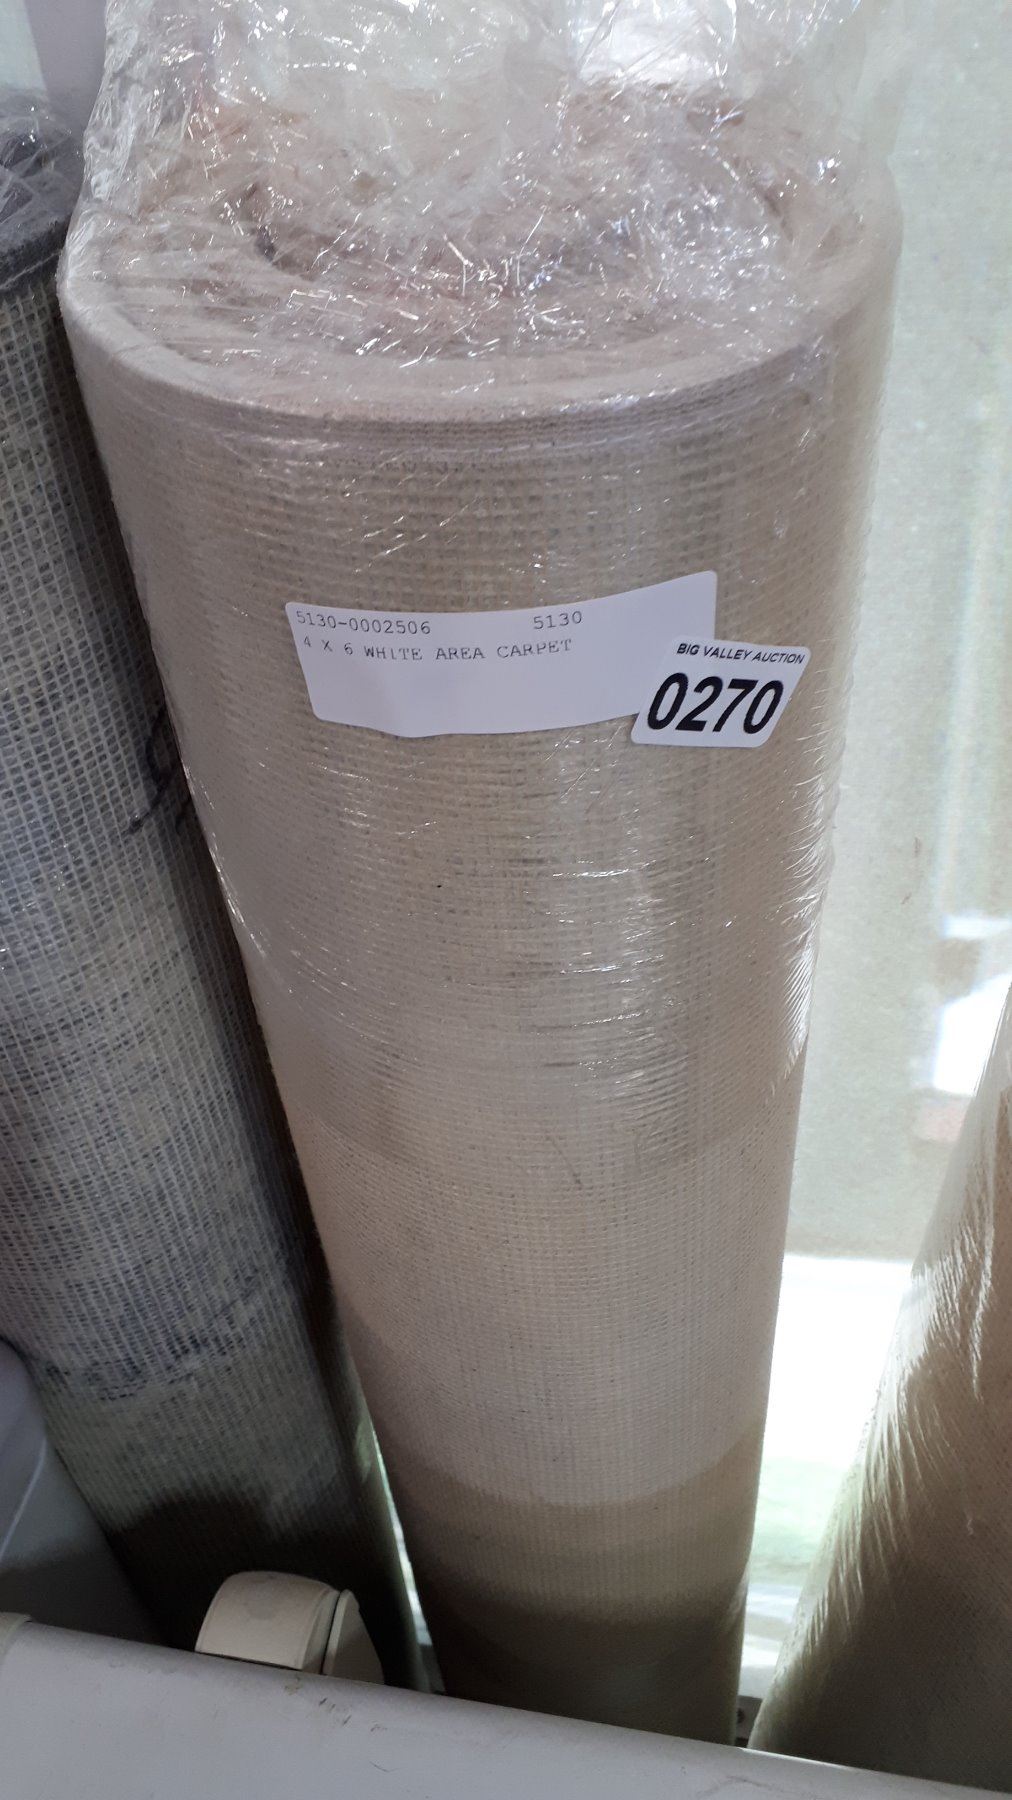 5130-0002506 5130
4 X 6 WHITE AREA CARPET
BIG VALLEY AUCTION
0270